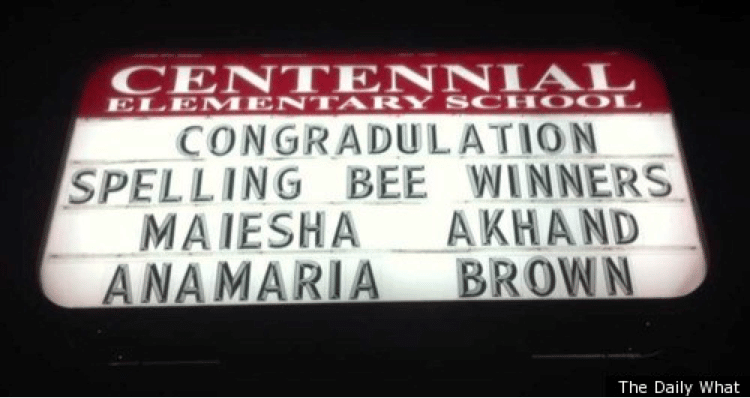 CENTENNIAL
ELEMENTARY SCHOOL
CONGRADULATION
SPELLING BEE WINNERS
MAIESHA AKHAND
ANAMARIA BROWN
The Daily What